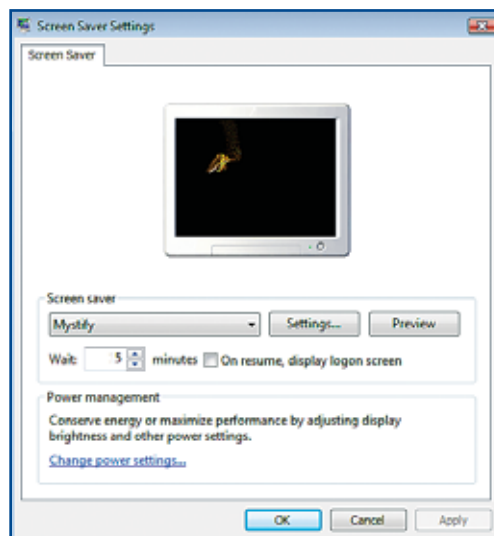 Screen Saver Settings
Screen Saver
Screen saver
Mystify
Settings...
Preview
Wait:
5
minutes
On resume, display logon screen
Power management
Conserve energy or maximize performance by adjusting display
brightness and other power settings.
Change power settings...
OK
Cancel
Apply